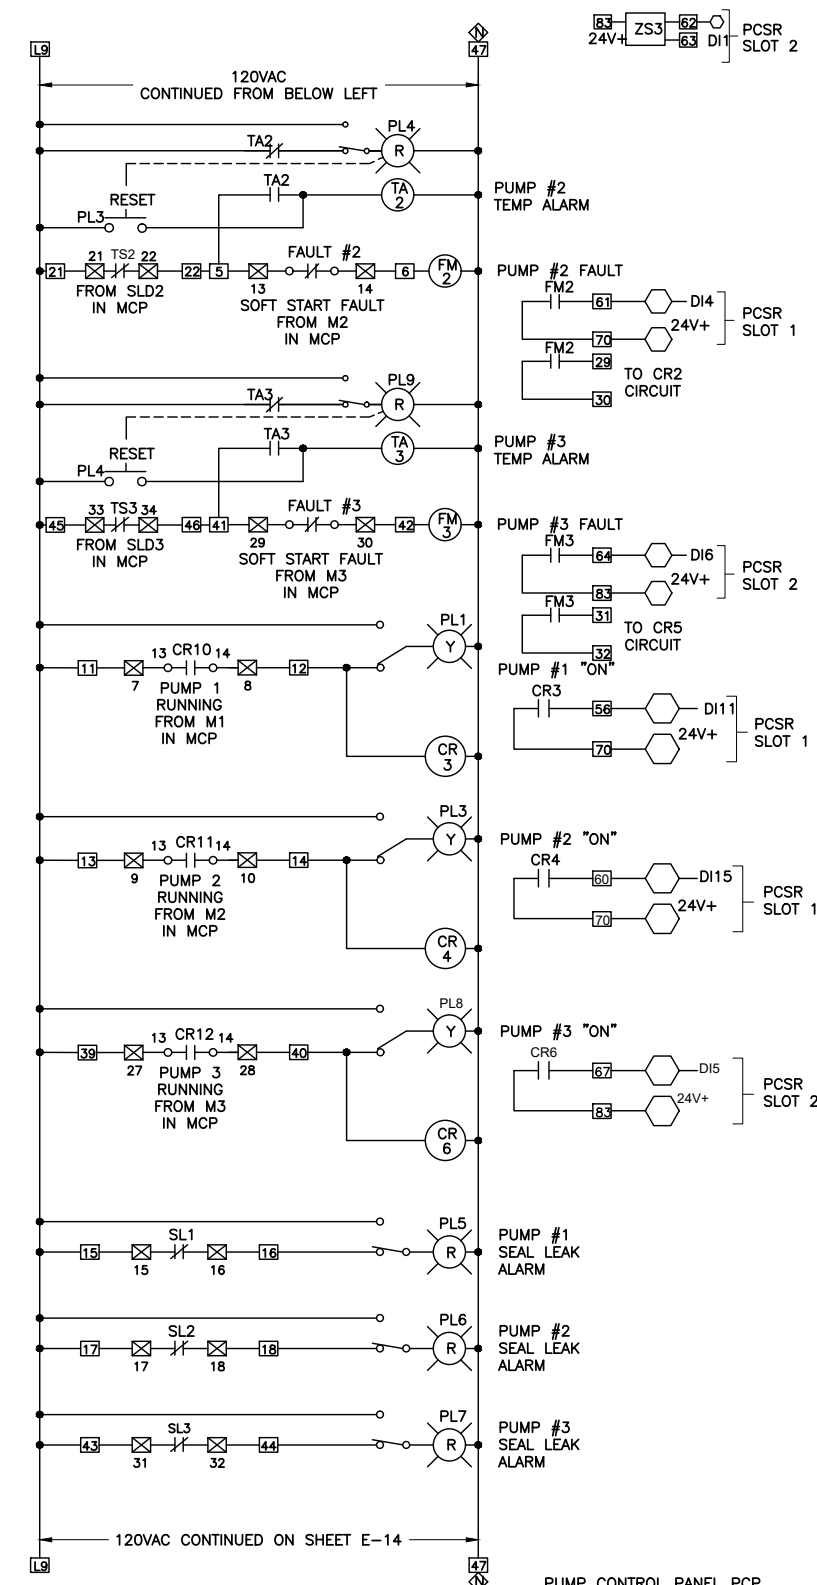 83 ZS3 62
24V+ 63 DI1
PCSR
SLOT 2
L9
N
47
120VAC
CONTINUED FROM BELOW LEFT
PL4
TA2
R
RESET
TA2
TA
2
PUMP #2
TEMP ALARM
PL3
21 21 TS2 22 22 5 13 FAULT #2 14 6 FM
2
FROM SLD2
IN MCP
SOFT START FAULT
FROM M2
IN MCP
PUMP #2 FAULT
FM2 61 DI4
70 24V+
PCSR
SLOT 1
FM2 29
30
TO CR2
CIRCUIT
PL9
TA3
R
RESET
TA3
TA
3
PUMP #3
TEMP ALARM
PL4
45 33 TS3 34 46 41 29 FAULT #3 30 42 FM
3
FROM SLD3
IN MCP
SOFT START FAULT
FROM M3
IN MCP
PUMP #3 FAULT
FM3 64 DI6
83 24V+
PCSR
SLOT 2
FM3 31
32
TO CR5
CIRCUIT
PL1
Y
11 7 13 CR10 14 8 12
PUMP 1
RUNNING
FROM M1
IN MCP
CR
3
PUMP #1 "ON"
CR3 56 DI11
70 24V+
PCSR
SLOT 1
PL3
Y
13 9 13 CR11 14 10 14
PUMP 2
RUNNING
FROM M2
IN MCP
CR
4
PUMP #2 "ON"
CR4 60 DI15
70 24V+
PCSR
SLOT 1
PL8
Y
39 27 13 CR12 14 28 40
PUMP 3
RUNNING
FROM M3
IN MCP
CR
6
PUMP #3 "ON"
CR6 67 DI5
83 24V+
PCSR
SLOT 2
PL5
15 15 SL1 16 16 R
PUMP #1
SEAL LEAK
ALARM
PL6
17 17 SL2 18 18 R
PUMP #2
SEAL LEAK
ALARM
PL7
43 31 SL3 32 44 R
PUMP #3
SEAL LEAK
ALARM
120VAC CONTINUED ON SHEET E-14
L9
47
N
PUMP CONTROL PANEL PCP